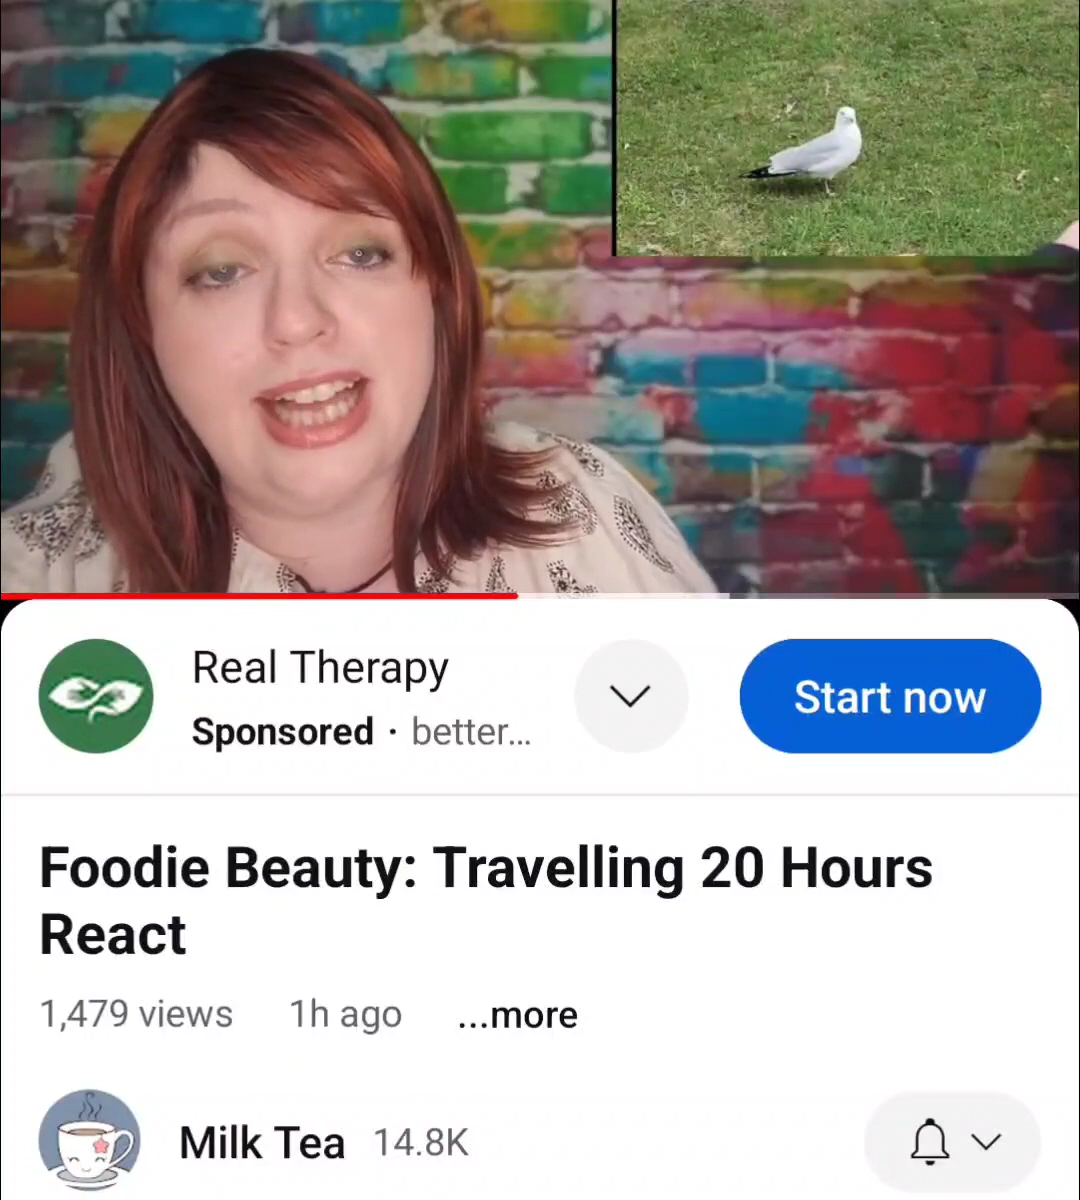 Real Therapy
Sponsored · better...
Start now
Foodie Beauty: Travelling 20 Hours
React
1,479 views 1h ago ...more
Milk Tea 14.8K